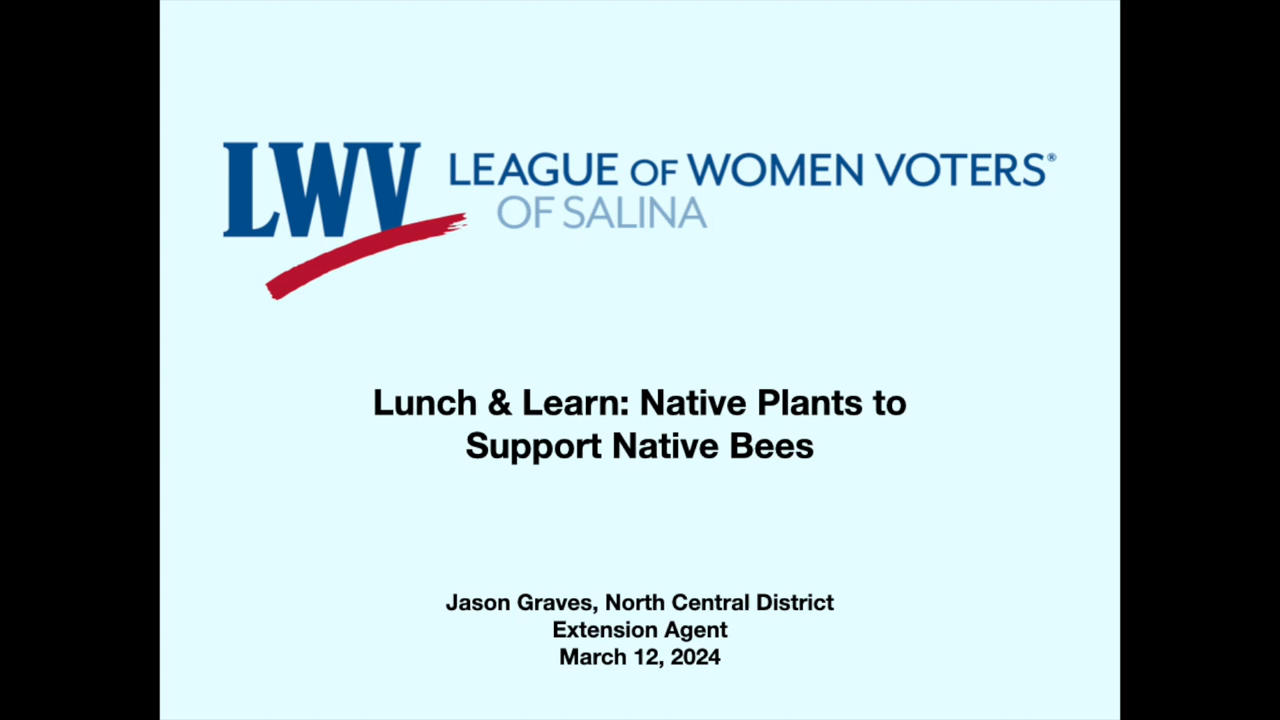 LWV LEAGUE OF WOMEN VOTERS®
OF SALINA
Lunch & Learn: Native Plants to
Support Native Bees
Jason Graves, North Central District
Extension Agent
March 12, 2024